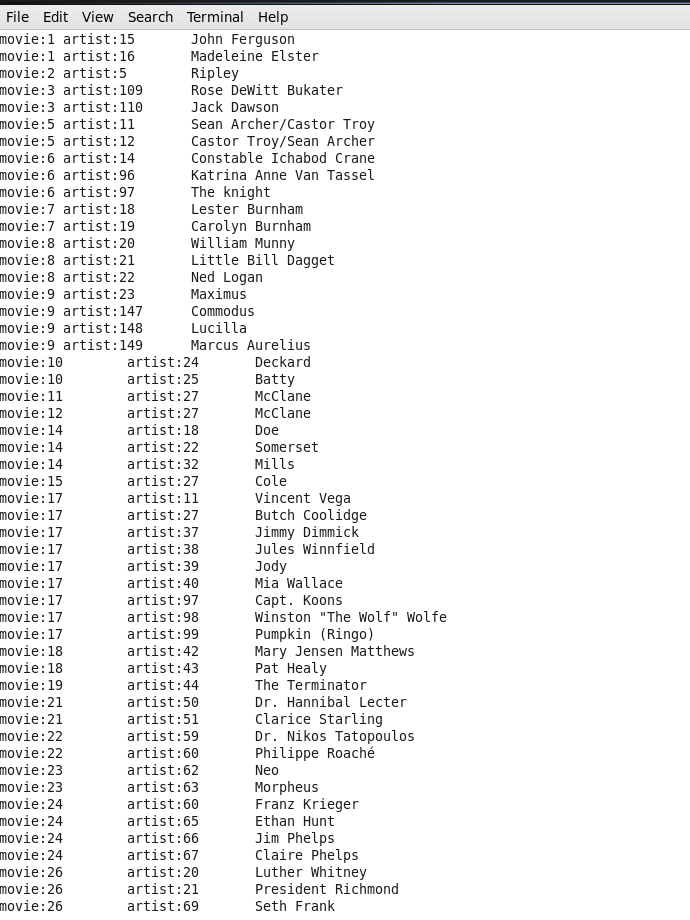 File Edit View Search Terminal Help
movie:1 artist:15 John Ferguson
movie:1 artist:16 Madeleine Elster
movie:2 artist:5 Ripley
movie:3 artist:109 Rose DeWitt Bukater
movie:3 artist:110 Jack Dawson
movie:5 artist:11 Sean Archer/Castor Troy
movie:5 artist:12 Castor Troy/Sean Archer
movie:6 artist:14 Constable Ichabod Crane
movie:6 artist:96 Katrina Anne Van Tassel
movie:6 artist:97 The knight
movie:7 artist:18 Lester Burnham
movie:7 artist:19 Carolyn Burnham
movie:8 artist:20 William Munny
movie:8 artist:21 Little Bill Dagget
movie:8 artist:22 Ned Logan
movie:9 artist:23 Maximus
movie:9 artist:147 Commodus
movie:9 artist:148 Lucilla
movie:9 artist:149 Marcus Aurelius
movie:10 artist:24 Deckard
movie:10 artist:25 Batty
movie:11 artist:27 McClane
movie:12 artist:27 McClane
movie:14 artist:18 Doe
movie:14 artist:22 Somerset
movie:14 artist:32 Mills
movie:15 artist:27 Cole
movie:17 artist:11 Vincent Vega
movie:17 artist:27 Butch Coolidge
movie:17 artist:37 Jimmy Dimmick
movie:17 artist:38 Jules Winnfield
movie:17 artist:39 Jody
movie:17 artist:40 Mia Wallace
movie:17 artist:97 Capt. Koons
movie:17 artist:98 Winston "The Wolf" Wolfe
movie:17 artist:99 Pumpkin (Ringo)
movie:18 artist:42 Mary Jensen Matthews
movie:18 artist:43 Pat Healy
movie:19 artist:44 The Terminator
movie:21 artist:50 Dr. Hannibal Lecter
movie:21 artist:51 Clarice Starling
movie:22 artist:59 Dr. Nikos Tatopoulos
movie:22 artist:60 Philippe Roaché
movie:23 artist:62 Neo
movie:23 artist:63 Morpheus
movie:24 artist:60 Franz Krieger
movie:24 artist:65 Ethan Hunt
movie:24 artist:66 Jim Phelps
movie:24 artist:67 Claire Phelps
movie:26 artist:20 Luther Whitney
movie:26 artist:21 President Richmond
movie:26 artist:69 Seth Frank